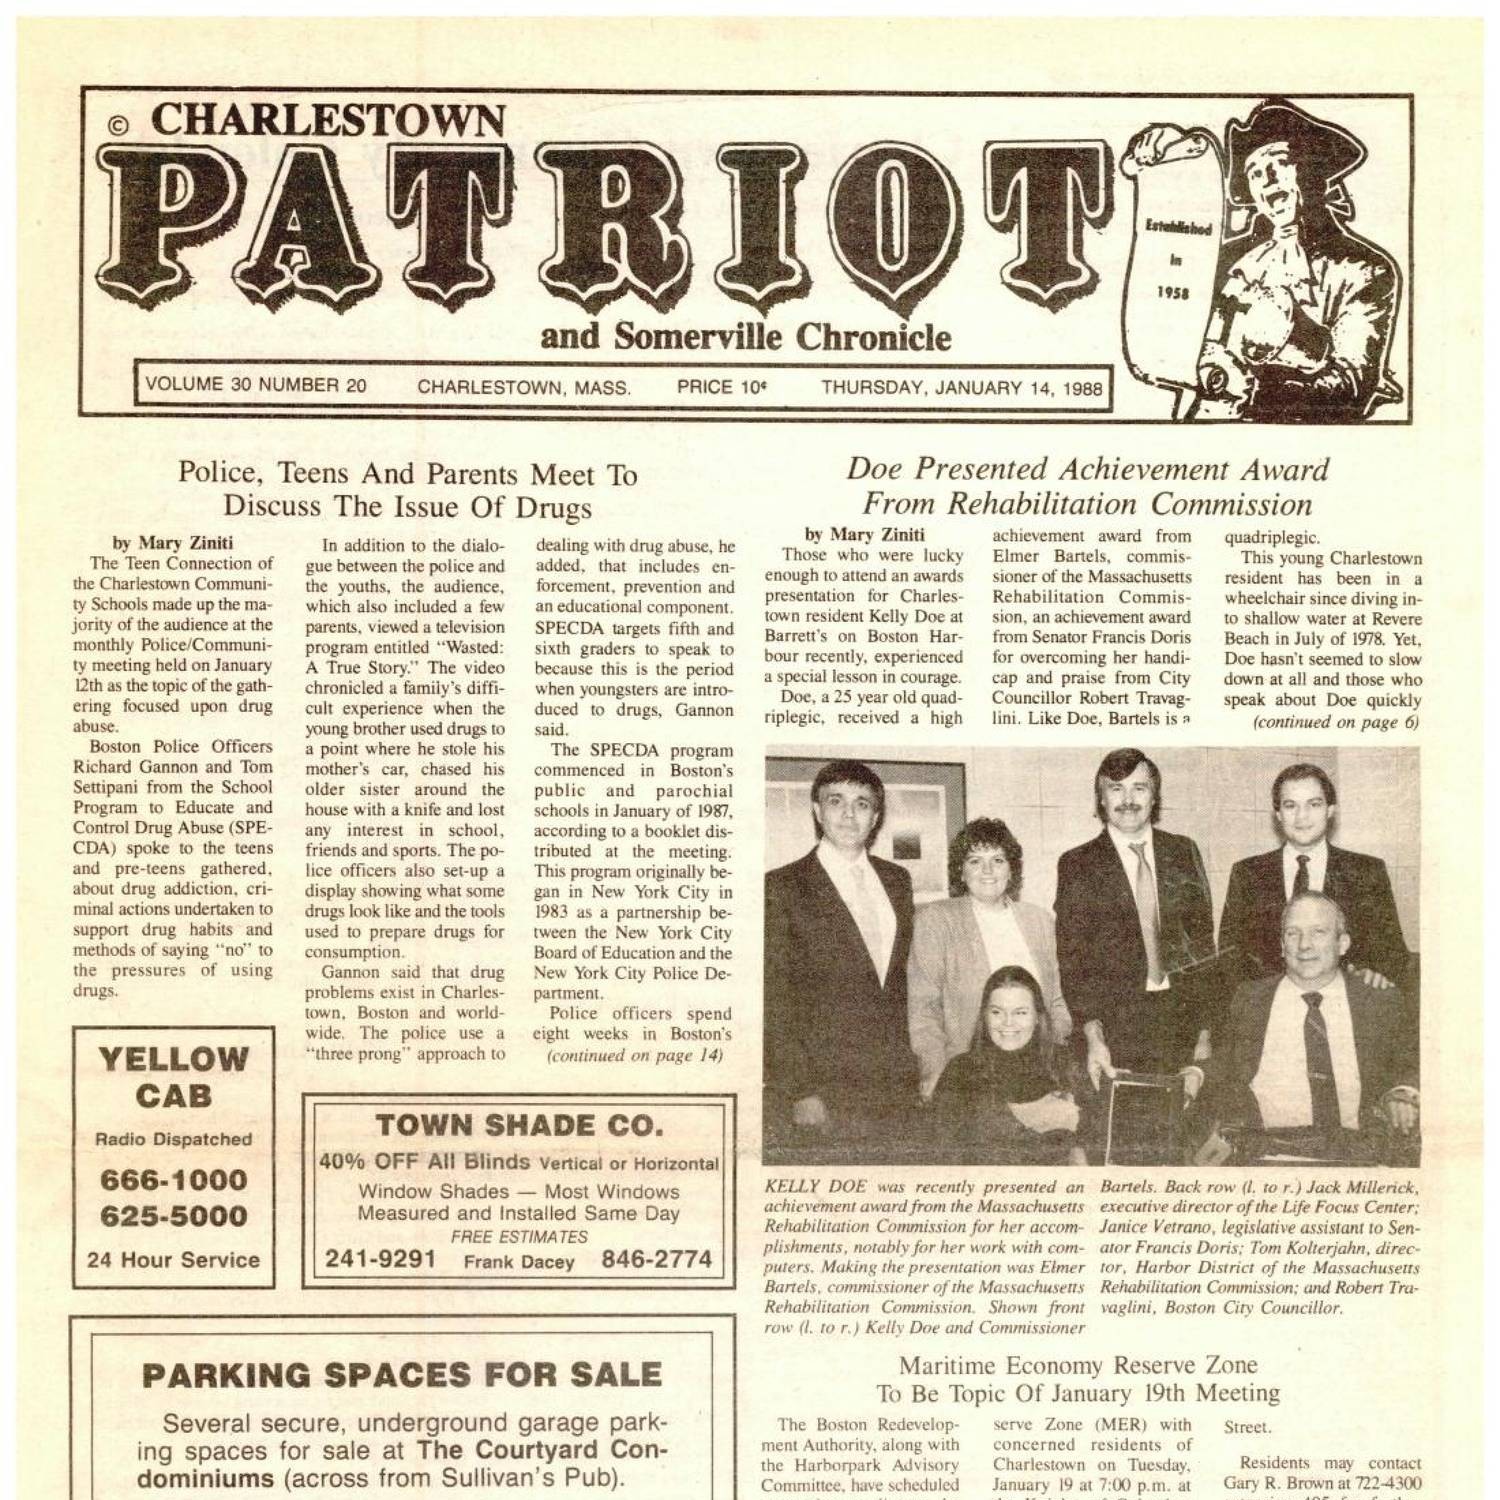 © CHARLESTOWN
PATRIOT
and Somerville Chronicle
Established
In
1958
VOLUME 30 NUMBER 20 CHARLESTOWN, MASS. PRICE 10¢ THURSDAY, JANUARY 14, 1988
Police, Teens And Parents Meet To
Discuss The Issue Of Drugs
by Mary Ziniti
The Teen Connection of
the Charlestown Communi-
ty Schools made up the ma-
jority of the audience at the
monthly Police/Communi-
ty meeting held on January
12th as the topic of the gath-
ering focused upon drug
abuse.
Boston Police Officers
Richard Gannon and Tom
Settipani from the School
Program to Educate and
Control Drug Abuse (SPE-
CDA) spoke to the teens
and pre-teens gathered,
about drug addiction, cri-
minal actions undertaken to
support drug habits and
methods of saying "no" to
the pressures of using
drugs.
In addition to the dialo-
gue between the police and
the youths, the audience,
which also included a few
parents, viewed a television
program entitled "Wasted:
A True Story." The video
chronicled a family's diffi-
cult experience when the
young brother used drugs to
a point where he stole his
mother's car, chased his
older sister around the
house with a knife and lost
any interest in school,
friends and sports. The po-
lice officers also set-up a
display showing what some
drugs look like and the tools
used to prepare drugs for
consumption.
Gannon said that drug
problems exist in Charles-
town, Boston and world-
wide. The police use a
"three prong" approach to
dealing with drug abuse, he
added, that includes en-
forcement, prevention and
an educational component.
SPECDA targets fifth and
sixth graders to speak to
because this is the period
when youngsters are intro-
duced to drugs, Gannon
said.
The SPECDA program
commenced in Boston's
public and parochial
schools in January of 1987,
according to a booklet dis-
tributed at the meeting.
This program originally be-
gan in New York City in
1983 as a partnership be-
tween the New York City
Board of Education and the
New York City Police De-
partment.
Police officers spend
eight weeks in Boston's
(continued on page 14)
YELLOW
CAB
Radio Dispatched
666-1000
625-5000
24 Hour Service
TOWN SHADE CO.
40% OFF All Blinds Vertical or Horizontal
Window Shades — Most Windows
Measured and Installed Same Day
FREE ESTIMATES
241-9291 Frank Dacey 846-2774
PARKING SPACES FOR SALE
Several secure, underground garage park-
ing spaces for sale at The Courtyard Con-
dominiums (across from Sullivan's Pub).
Doe Presented Achievement Award
From Rehabilitation Commission
by Mary Ziniti
Those who were lucky
enough to attend an awards
presentation for Charles-
town resident Kelly Doe at
Barrett's on Boston Har-
bour recently, experienced
a special lesson in courage.
Doe, a 25 year old quad-
riplegic, received a high
achievement award from
Elmer Bartels, commis-
sioner of the Massachusetts
Rehabilitation Commis-
sion, an achievement award
from Senator Francis Doris
for overcoming her handi-
cap and praise from City
Councillor Robert Travag-
lini. Like Doe, Bartels is a
quadriplegic.
This young Charlestown
resident has been in a
wheelchair since diving in-
to shallow water at Revere
Beach in July of 1978. Yet,
Doe hasn't seemed to slow
down at all and those who
speak about Doe quickly
(continued on page 6)
KELLY DOE was recently presented an
achievement award from the Massachusetts
Rehabilitation Commission for her accom-
plishments, notably for her work with com-
puters. Making the presentation was Elmer
Bartels, commissioner of the Massachusetts
Rehabilitation Commission. Shown front
row (l. to r.) Kelly Doe and Commissioner
Bartels. Back row (l. to r.) Jack Millerick,
executive director of the Life Focus Center;
Janice Vetrano, legislative assistant to Sen-
ator Francis Doris; Tom Kolterjahn, direc-
tor, Harbor District of the Massachusetts
Rehabilitation Commission; and Robert Tra-
vaglini, Boston City Councillor.
Maritime Economy Reserve Zone
To Be Topic Of January 19th Meeting
The Boston Redevelop-
ment Authority, along with
the Harborpark Advisory
Committee, have scheduled
serve Zone (MER) with
concerned residents of
Charlestown on Tuesday,
January 19 at 7:00 p.m. at
Street.
Residents may contact
Gary R. Brown at 722-4300